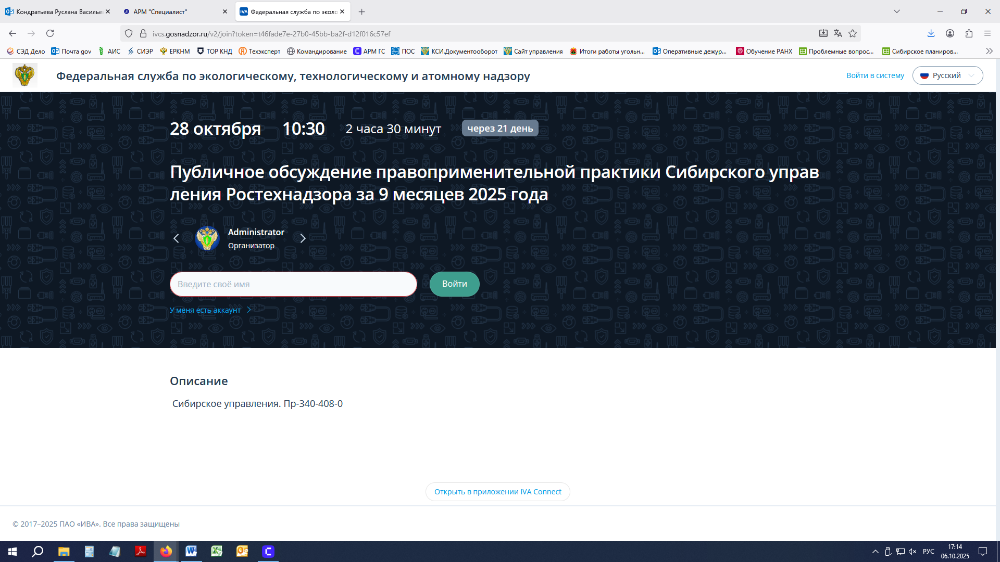 Кондратьева Руслана Василье
АРМ "Специалист"
Федеральная служба по эколо
ivcs.gosnadzor.ru/v2/join?token=t46fade7e-27b0-45bb-ba2f-d12f016c57ef
СЭД Дело
Почта gov
АИС
СИЭР
ЕРКНМ
ТОР КНД
Техэксперт
Командирование
АРМ ГС
ПОС
КСИ.Документооборот
Сайт управления
Итоги работы угольн...
Оперативные дежур...
Обучение РАНХ
Проблемные вопрос...
Сибирское планиров...
Федеральная служба по экологическому, технологическому и атомному надзору
Войти в систему
Русский
28 октября 10:30 2 часа 30 минут через 21 день
Публичное обсуждение правоприменительной практики Сибирского управ
ления Ростехнадзора за 9 месяцев 2025 года
Administrator
Организатор
Введите своё имя
Войти
У меня есть аккаунт
Описание
Сибирское управления. Пр-340-408-0
Открыть в приложении IVA Connect
© 2017–2025 ПАО «ИВА». Все права защищены
РУС
17:14
06.10.2025